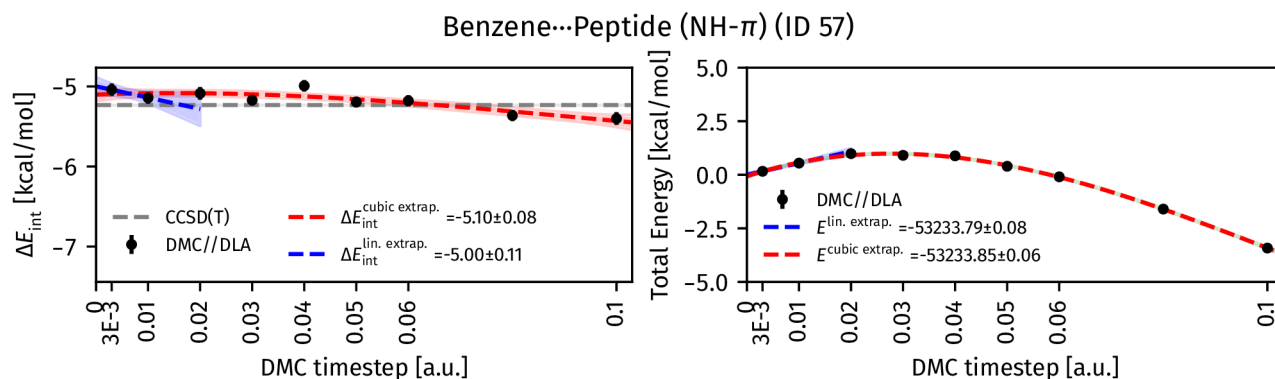 Benzene···Peptide (NH-π) (ID 57)
ΔE_int [kcal/mol]
−5
−6
−7
CCSD(T)
DMC//DLA
ΔE_int^cubic extrap. =-5.10±0.08
ΔE_int^lin. extrap. =-5.00±0.11
0
3E-3
0.01
0.02
0.03
0.04
0.05
0.06
0.1
DMC timestep [a.u.]
Total Energy [kcal/mol]
5.0
2.5
0.0
−2.5
−5.0
DMC//DLA
E^lin. extrap. =-53233.79±0.08
E^cubic extrap. =-53233.85±0.06
0
3E-3
0.01
0.02
0.03
0.04
0.05
0.06
0.1
DMC timestep [a.u.]